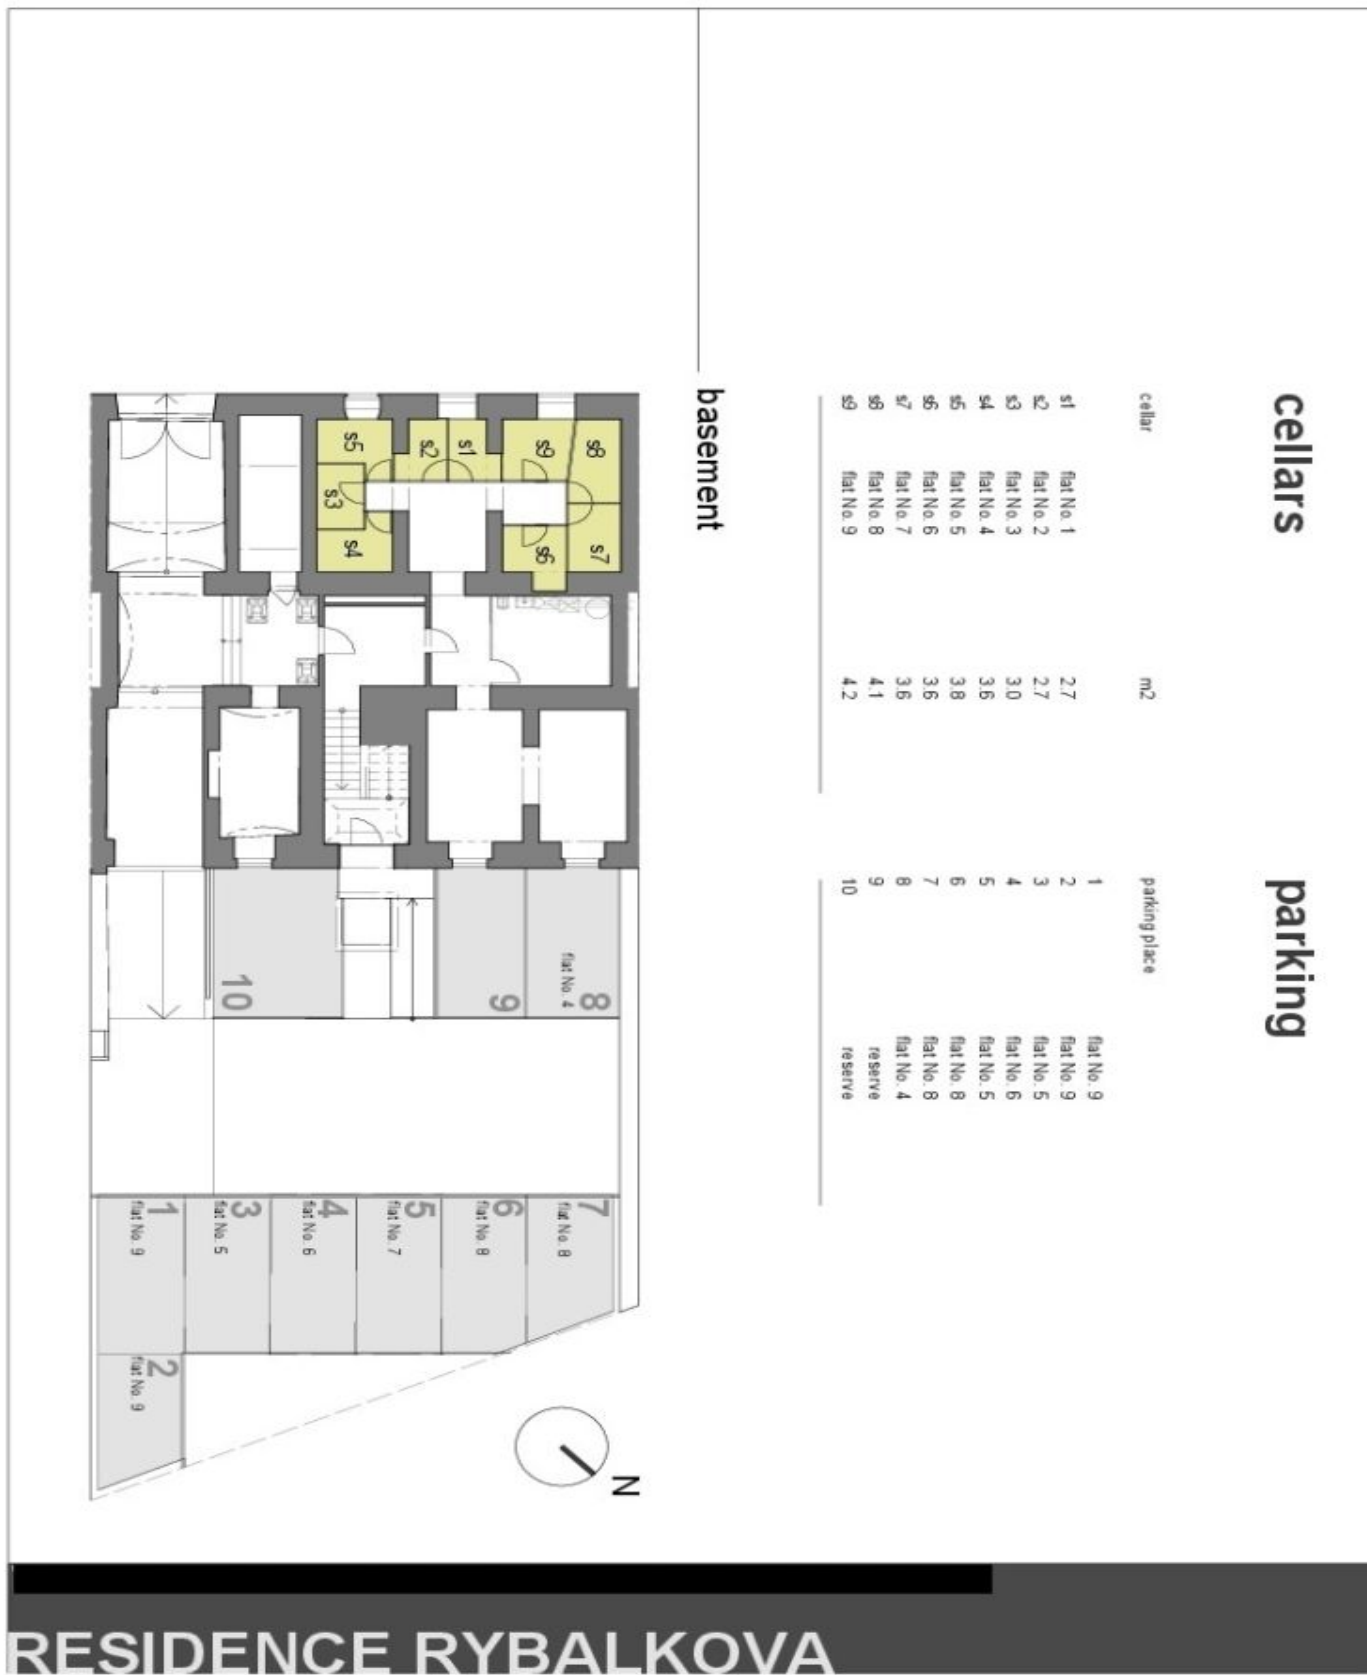 cellars
cellar m2
s1 flat No. 1 2.7
s2 flat No. 2 2.7
s3 flat No. 3 3.0
s4 flat No. 4 3.6
s5 flat No. 5 3.8
s6 flat No. 6 3.6
s7 flat No. 7 3.6
s8 flat No. 8 4.1
s9 flat No. 9 4.2
parking
parking place
1 flat No. 9
2 flat No. 9
3 flat No. 5
4 flat No. 6
5 flat No. 5
6 flat No. 8
7 flat No. 8
8 flat No. 4
9 reserve
10 reserve
basement
s8
s7
s9
s6
s1
s2
s5
s3
s4
8
flat No. 4
9
10
7
flat No. 8
6
flat No. 8
5
flat No. 7
4
flat No. 6
3
flat No. 5
1
flat No. 9
2
flat No. 9
N
RESIDENCE RYBALKOVA